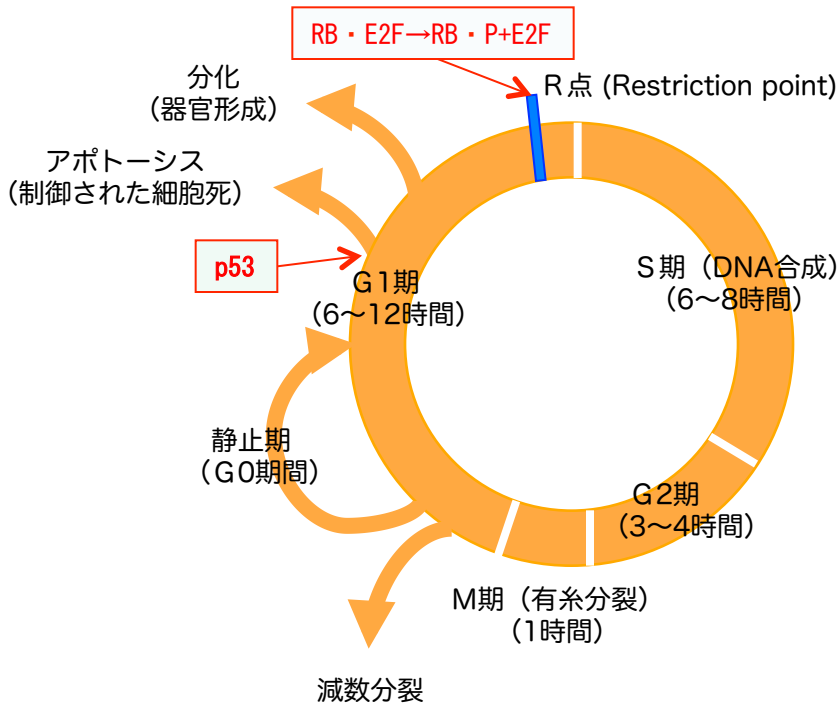 RB・E2F→RB・P+E2F
R点 (Restriction point)
分化
（器官形成）
アポトーシス
（制御された細胞死）
p53
G1期
（6〜12時間）
S期（DNA合成）
（6〜8時間）
静止期
（G0期間）
G2期
（3〜4時間）
M期（有糸分裂）
（1時間）
減数分裂